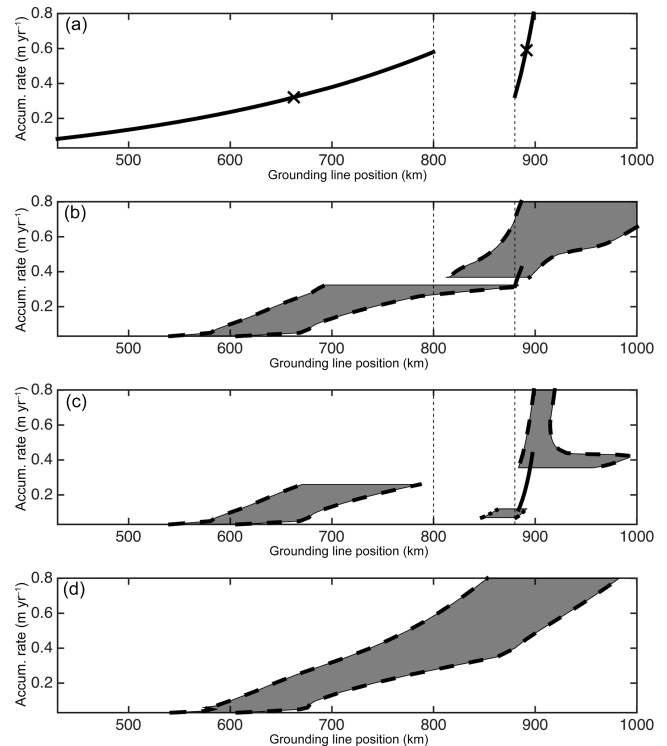 (a)
Accum. rate (m yr⁻¹)
0.8
0.6
0.4
0.2
500 600 700 800 900 1000
Grounding line position (km)
(b)
Accum. rate (m yr⁻¹)
0.8
0.6
0.4
0.2
500 600 700 800 900 1000
Grounding line position (km)
(c)
Accum. rate (m yr⁻¹)
0.8
0.6
0.4
0.2
500 600 700 800 900 1000
Grounding line position (km)
(d)
Accum. rate (m yr⁻¹)
0.8
0.6
0.4
0.2
500 600 700 800 900 1000
Grounding line position (km)